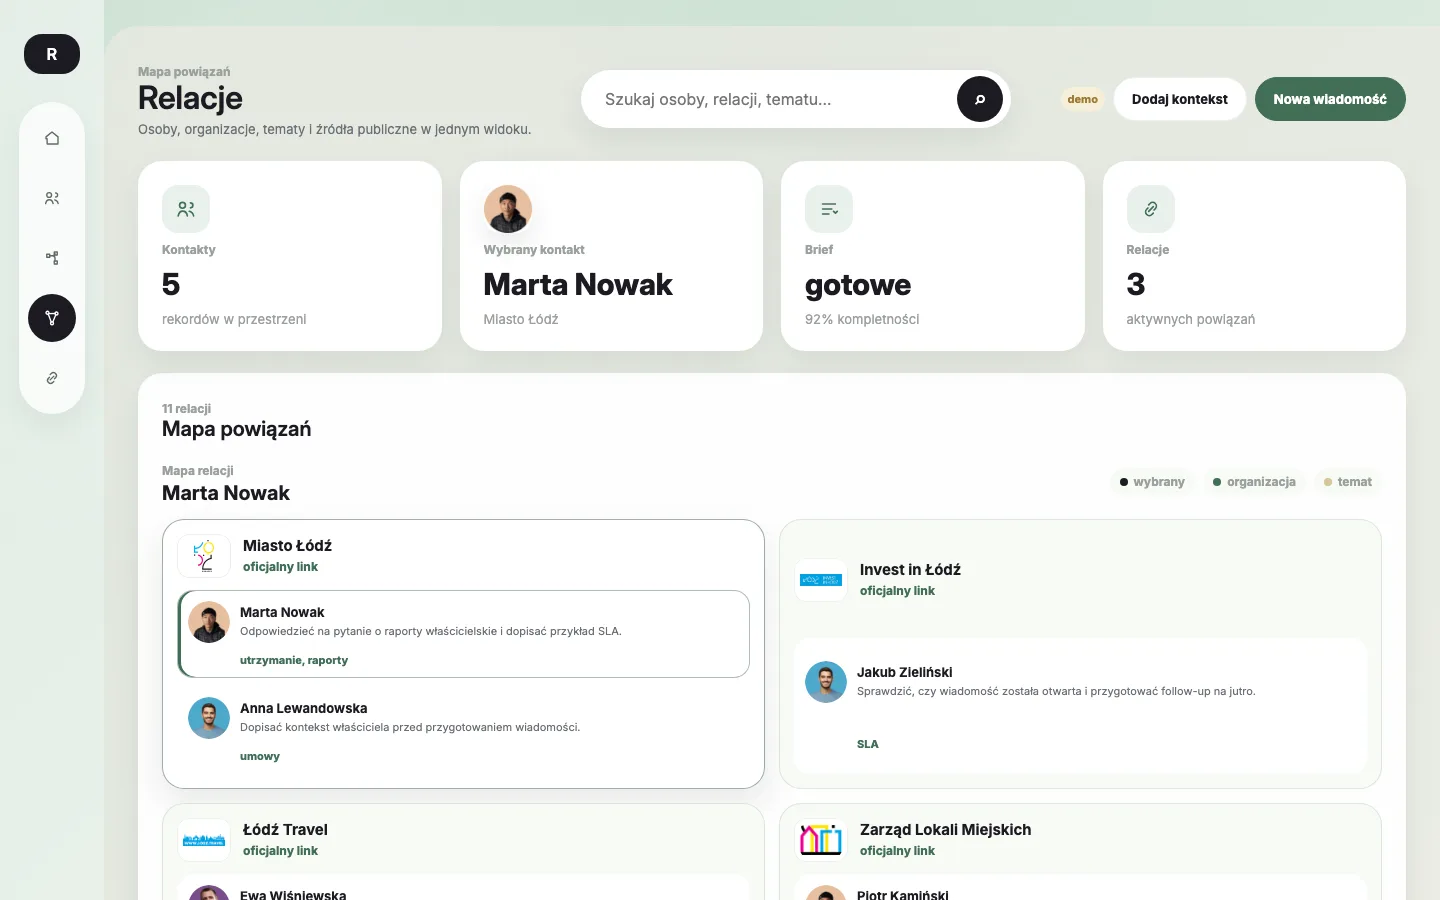 R
Mapa powiązań
Relacje
Osoby, organizacje, tematy i źródła publiczne w jednym widoku.
Szukaj osoby, relacji, tematu...
demo
Dodaj kontekst
Nowa wiadomość
Kontakty
5
rekordów w przestrzeni
Wybrany kontakt
Marta Nowak
Miasto Łódź
Brief
gotowe
92% kompletności
Relacje
3
aktywnych powiązań
11 relacji
Mapa powiązań
Mapa relacji
Marta Nowak
wybrany
organizacja
temat
Miasto Łódź
oficjalny link
Marta Nowak
Odpowiedzieć na pytanie o raporty właścicielskie i dopisać przykład SLA.
utrzymanie, raporty
Anna Lewandowska
Dopisać kontekst właściciela przed przygotowaniem wiadomości.
umowy
Invest in Łódź
oficjalny link
Jakub Zieliński
Sprawdzić, czy wiadomość została otwarta i przygotować follow-up na jutro.
SLA
Łódź Travel
oficjalny link
Ewa Wiśniewska
Zarząd Lokali Miejskich
oficjalny link
Piotr Kamiński